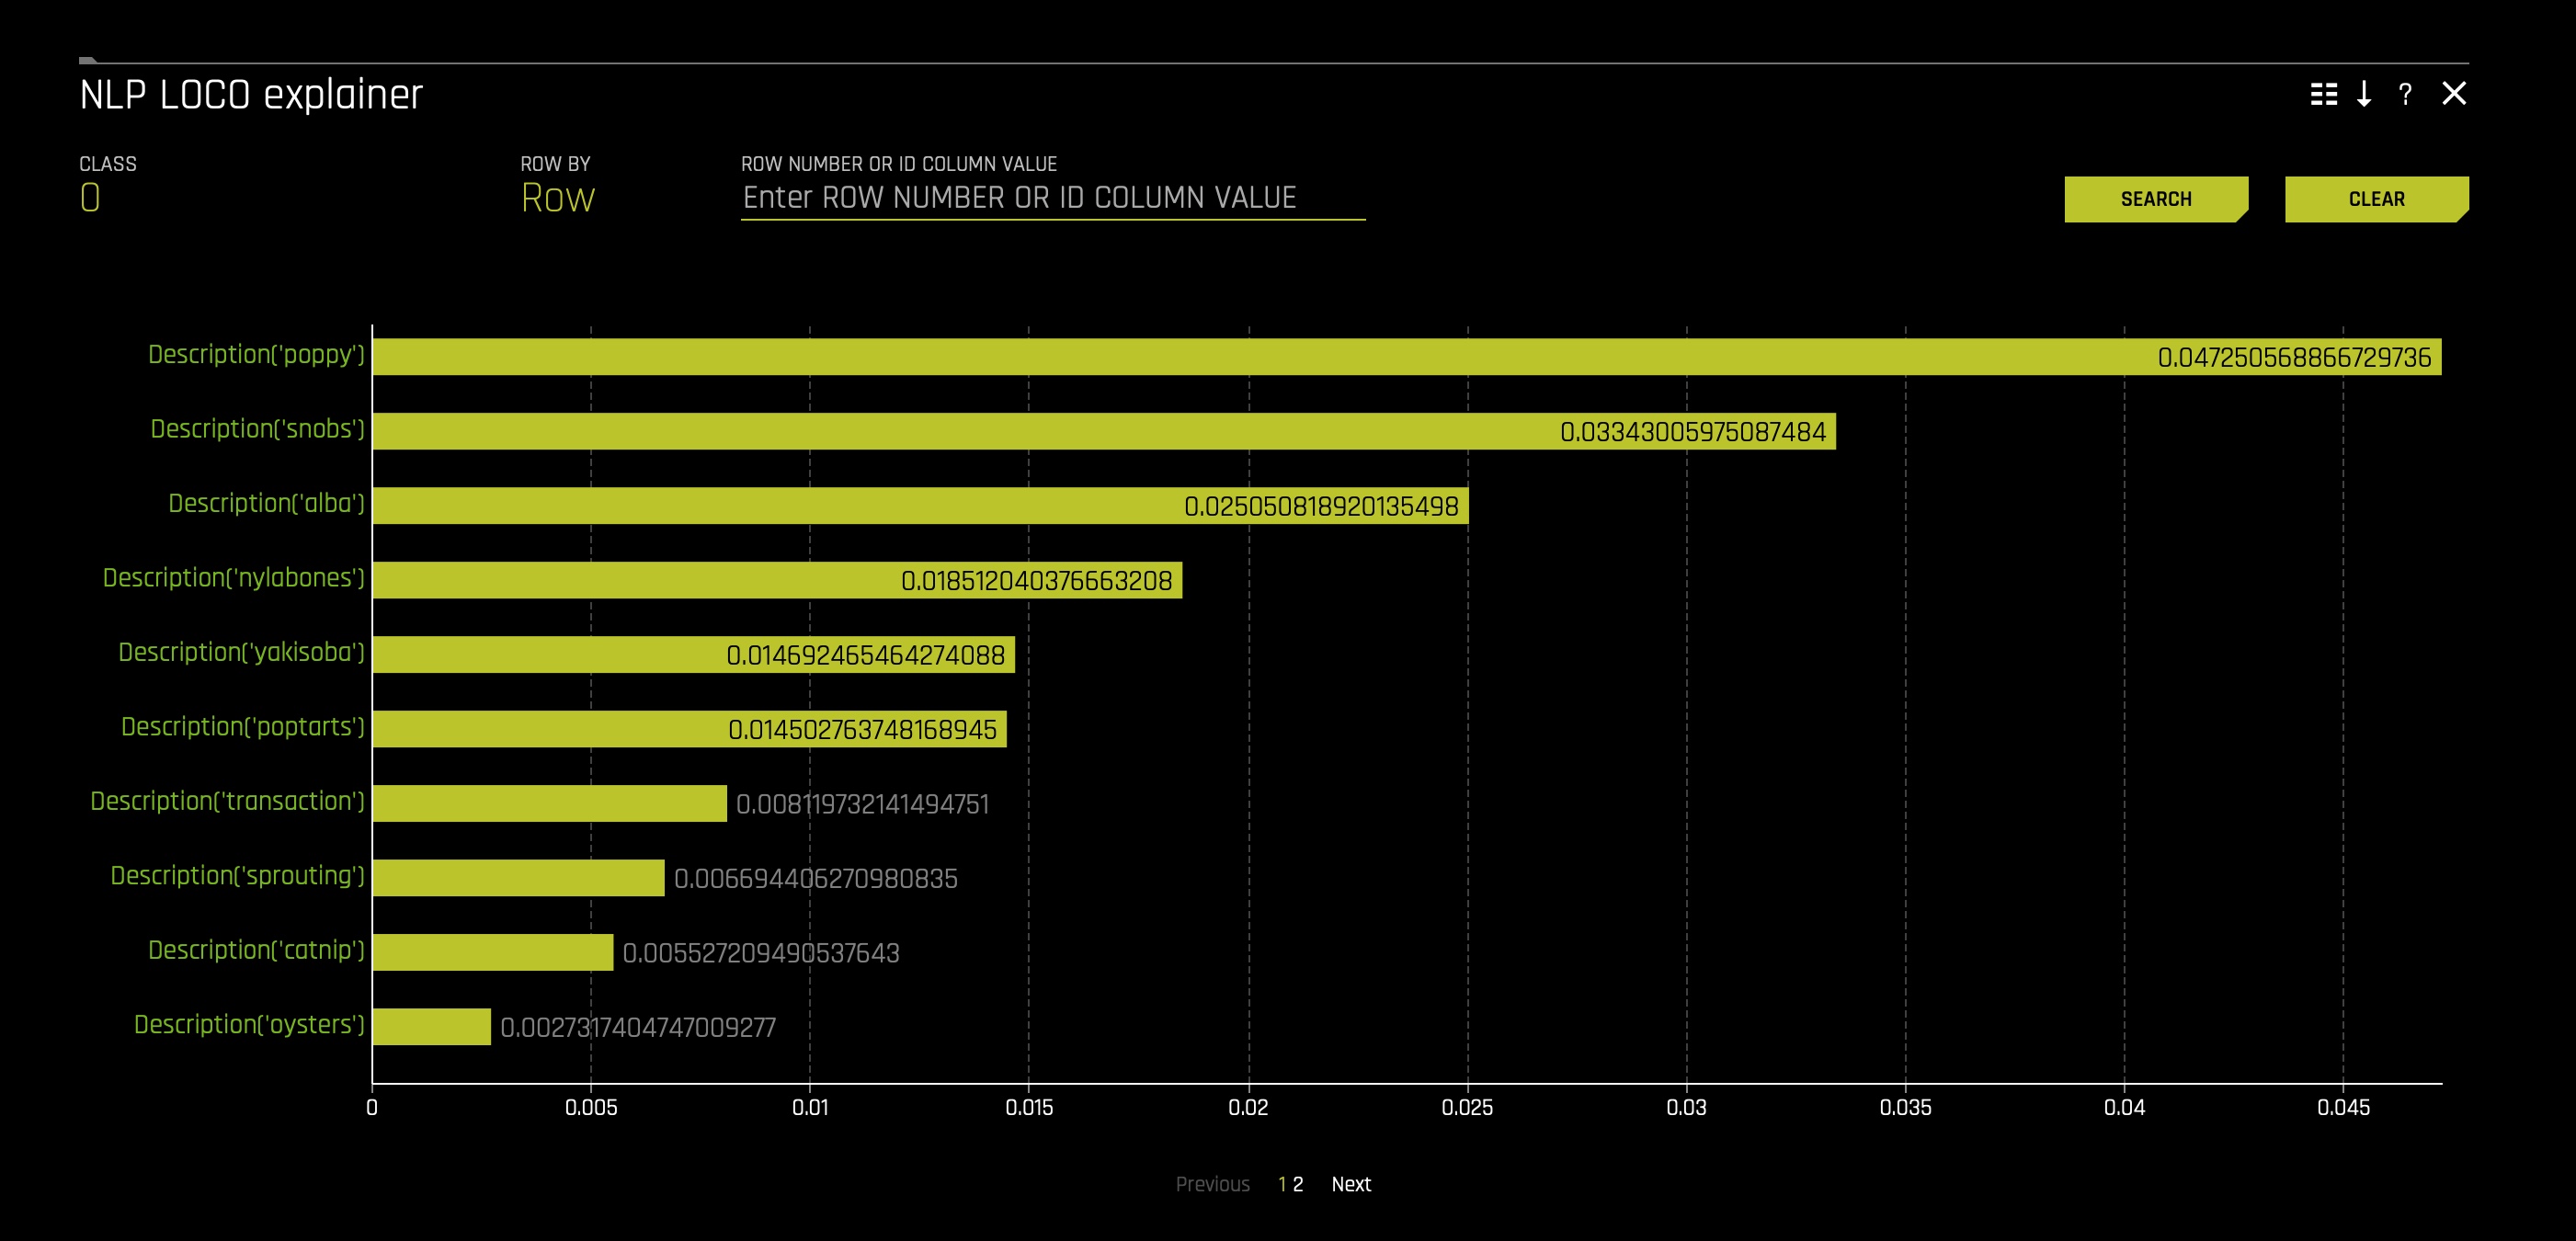 NLP LOCO explainer
?
CLASS
0
ROW BY
Row
ROW NUMBER OR ID COLUMN VALUE
Enter ROW NUMBER OR ID COLUMN VALUE
SEARCH
CLEAR
Description('poppy') 0.047250568866729736
Description('snobs') 0.03343005975087484
Description('alba') 0.025050818920135498
Description('nylabones') 0.018512040376663208
Description('yakisoba') 0.014692465464274088
Description('poptarts') 0.014502763748168945
Description('transaction') 0.008119732141494751
Description('sprouting') 0.006694406270980835
Description('catnip') 0.005527209490537643
Description('oysters') 0.0027317404747009277
0 0.005 0.01 0.015 0.02 0.025 0.03 0.035 0.04 0.045
Previous 1 2 Next